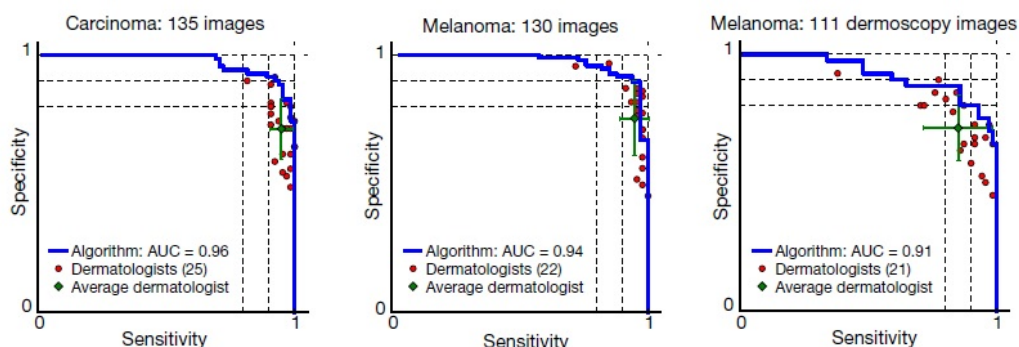 Carcinoma: 135 images
1
Specificity
Algorithm: AUC = 0.96
Dermatologists (25)
Average dermatologist
0
0
1
Sensitivity
Melanoma: 130 images
1
Specificity
Algorithm: AUC = 0.94
Dermatologists (22)
Average dermatologist
0
0
1
Sensitivity
Melanoma: 111 dermoscopy images
1
Specificity
Algorithm: AUC = 0.91
Dermatologists (21)
Average dermatologist
0
0
1
Sensitivity